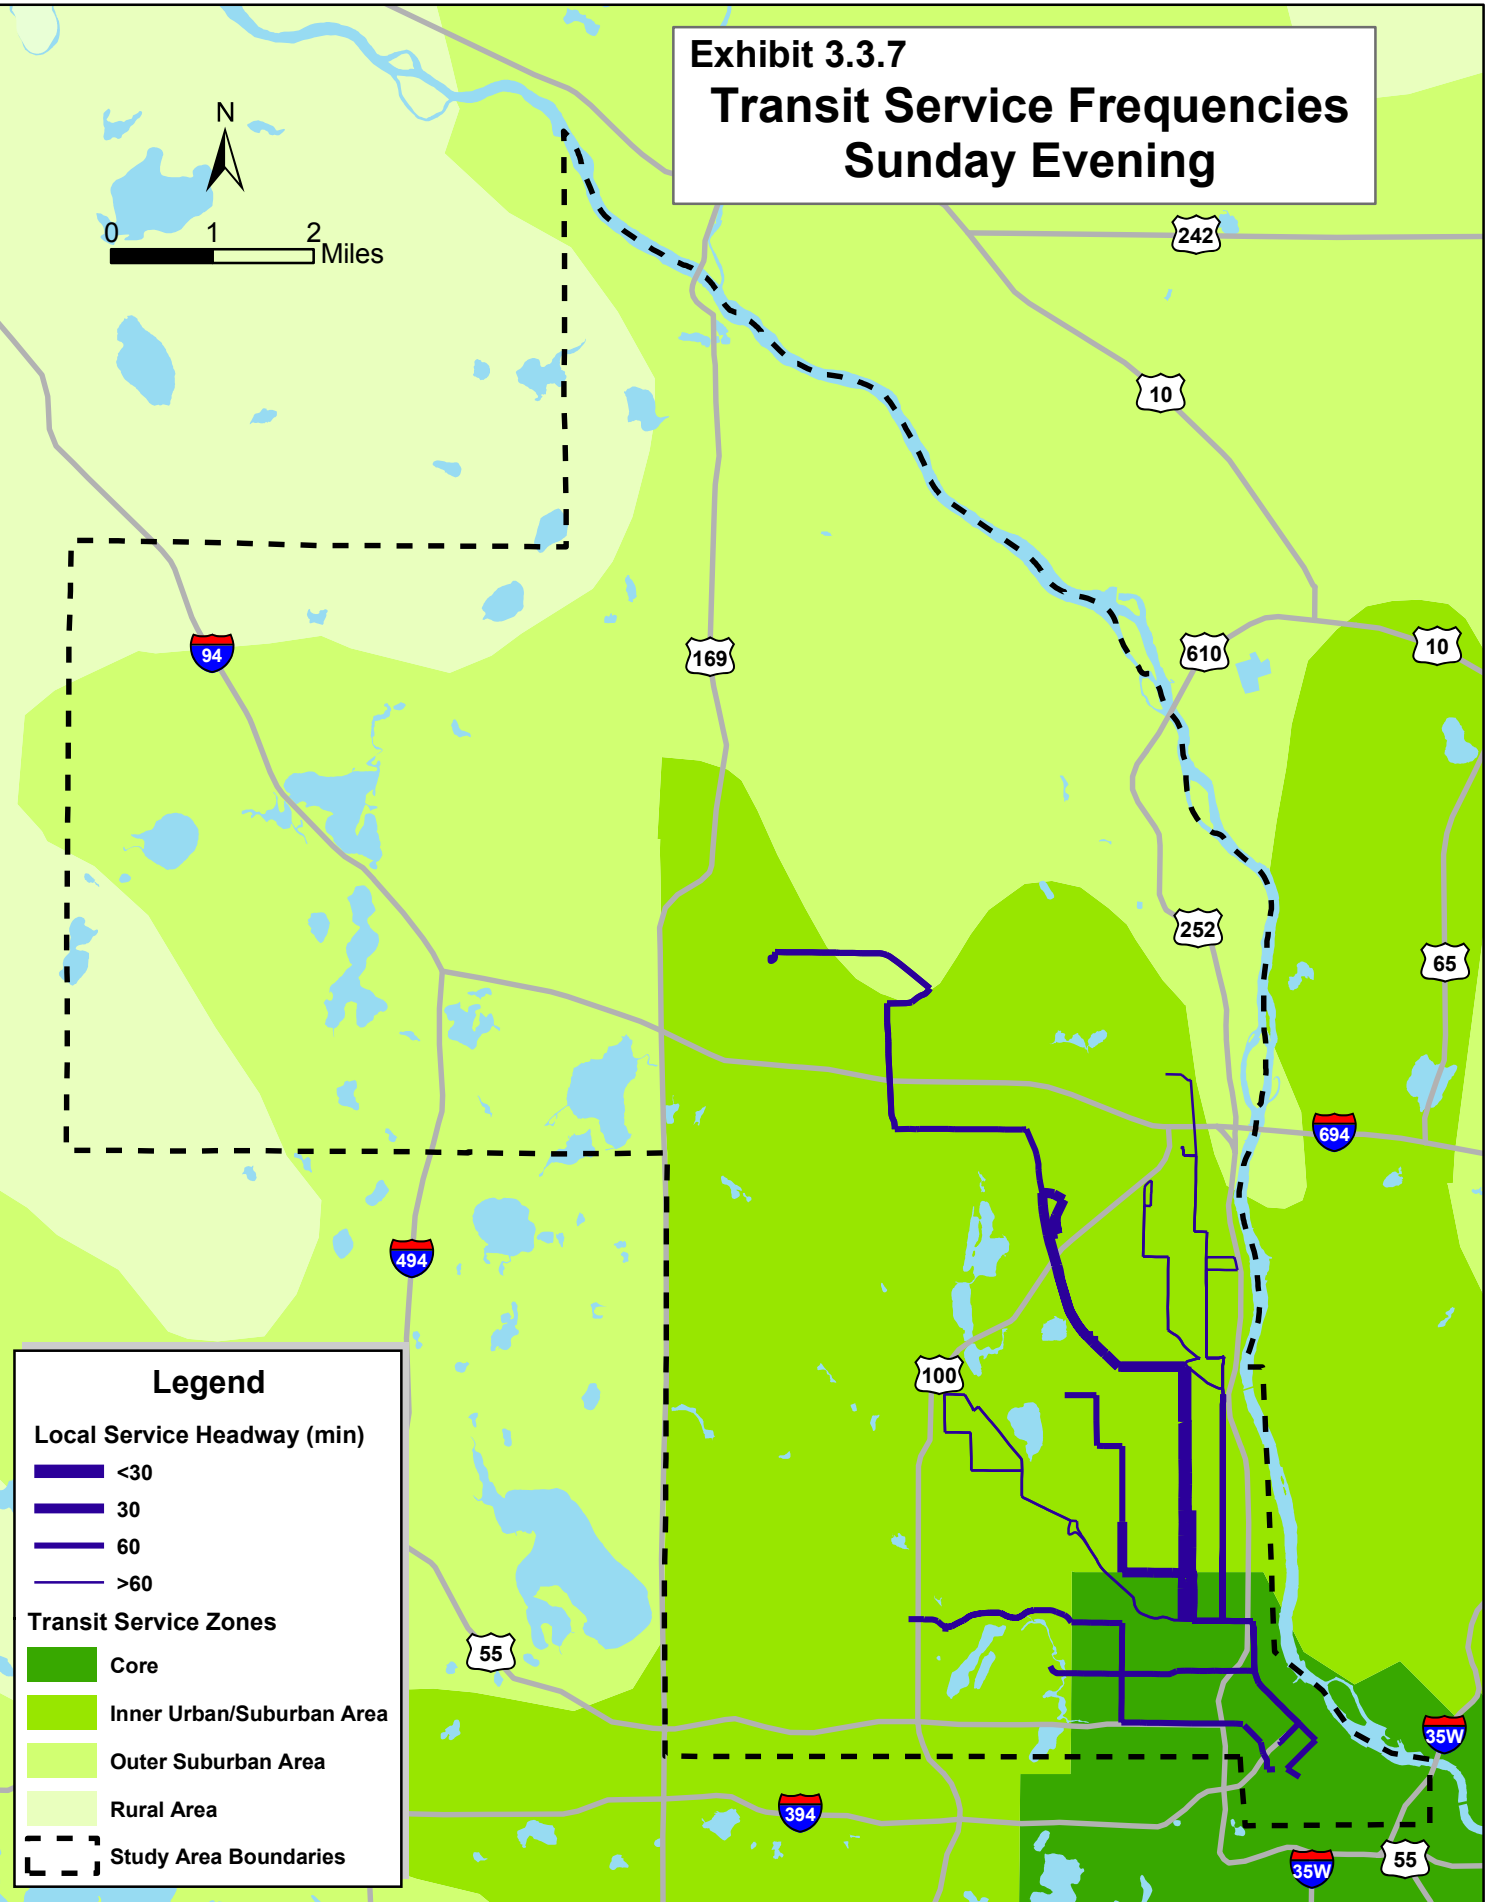 Exhibit 3.3.7
Transit Service Frequencies
Sunday Evening
N
0 1 2
Miles
242
10
94
169
610
10
252
65
694
494
100
55
35W
394
35W
55
Legend
Local Service Headway (min)
<30
30
60
>60
Transit Service Zones
Core
Inner Urban/Suburban Area
Outer Suburban Area
Rural Area
Study Area Boundaries